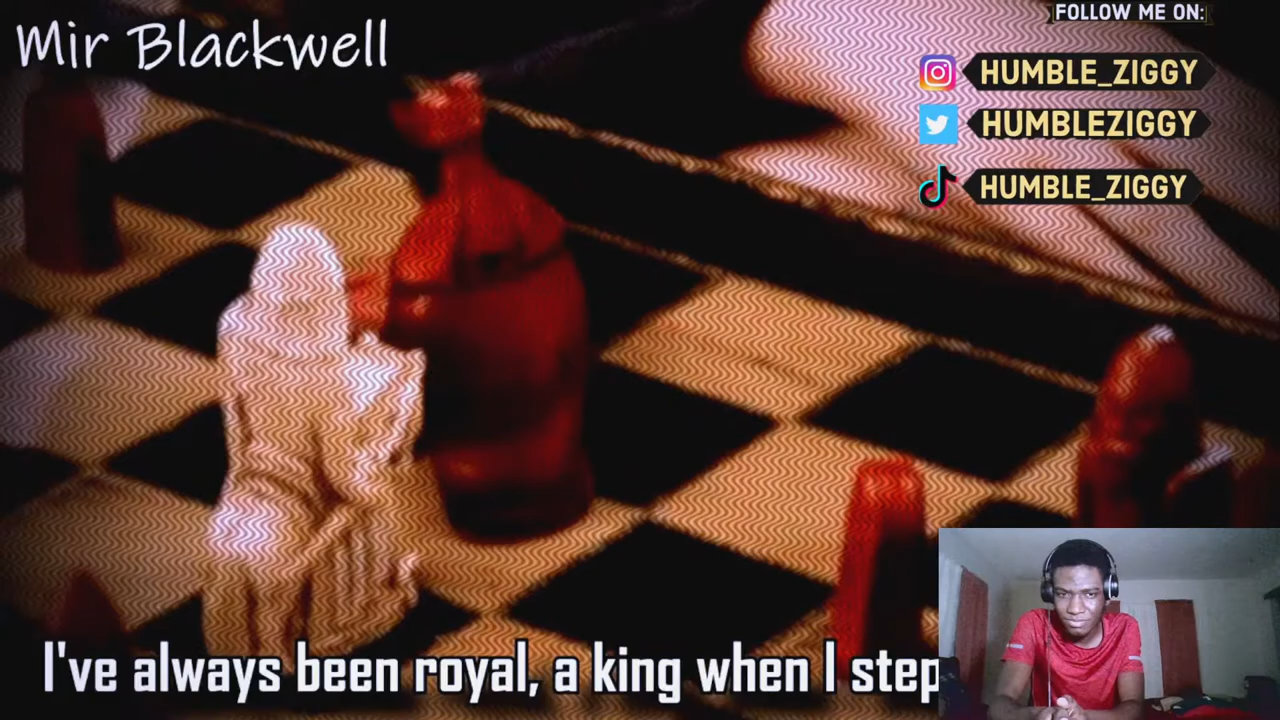 Mir Blackwell
FOLLOW ME ON:
HUMBLE_ZIGGY
HUMBLEZIGGY
HUMBLE_ZIGGY
I've always been royal, a king when I step